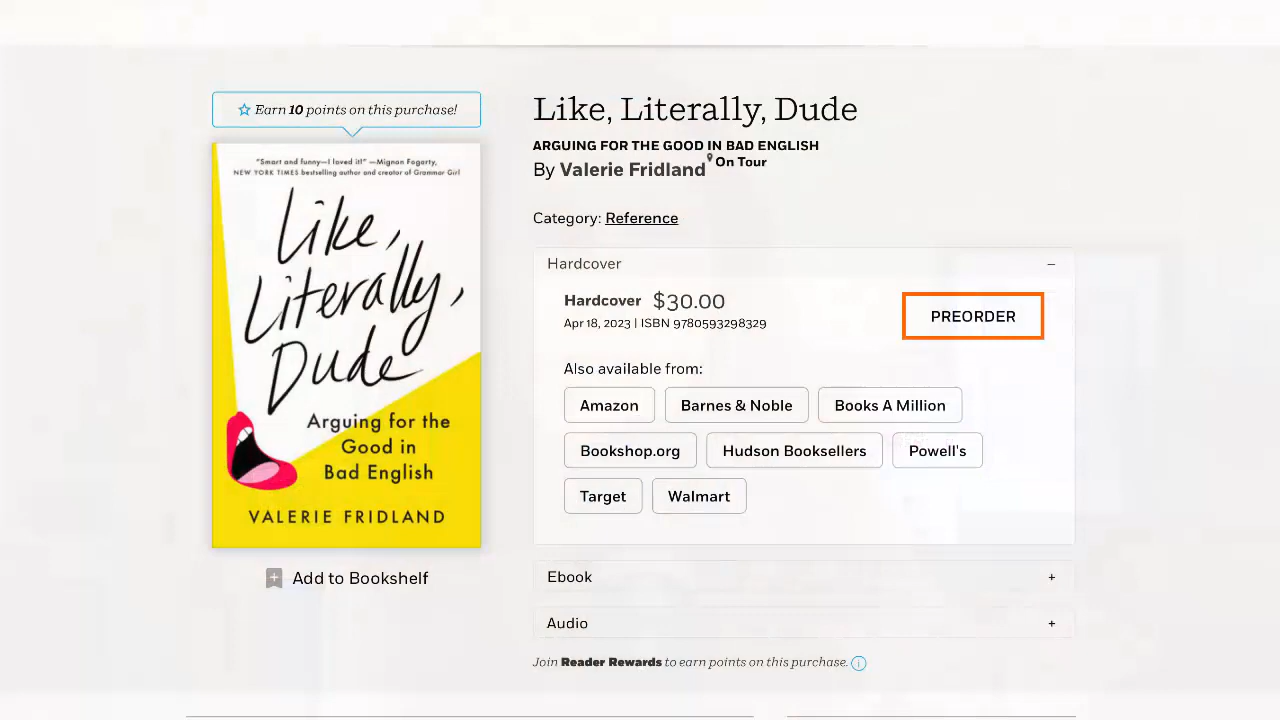 Earn 10 points on this purchase!
"Smart and funny—I loved it!" —Mignon Fogarty,
NEW YORK TIMES bestselling author and creator of Grammar Girl
Like,
Literally,
Dude
Arguing for the
Good in
Bad English
VALERIE FRIDLAND
Add to Bookshelf
Like, Literally, Dude
ARGUING FOR THE GOOD IN BAD ENGLISH
By Valerie Fridland On Tour
Category: Reference
Hardcover –
Hardcover $30.00
Apr 18, 2023 | ISBN 9780593298329
PREORDER
Also available from:
Amazon Barnes & Noble Books A Million
Bookshop.org Hudson Booksellers Powell's
Target Walmart
Ebook +
Audio +
Join Reader Rewards to earn points on this purchase. i